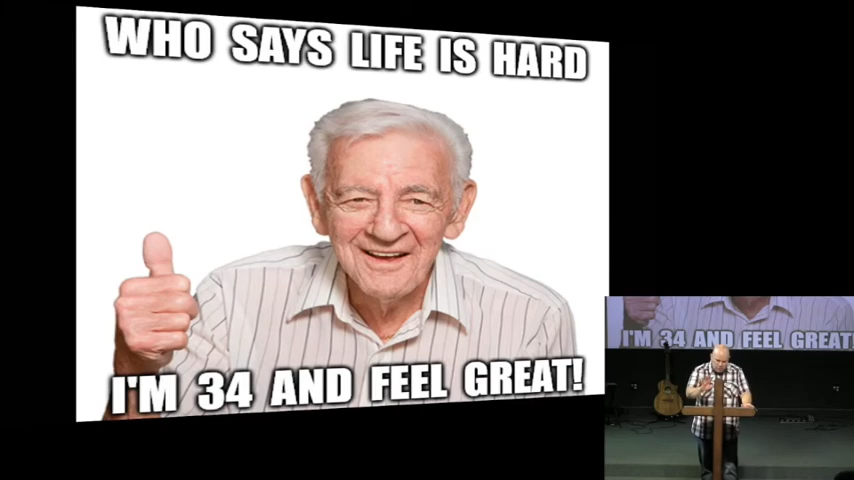 WHO SAYS LIFE IS HARD
I'M 34 AND FEEL GREAT!
I'M 34 AND FEEL GREAT!